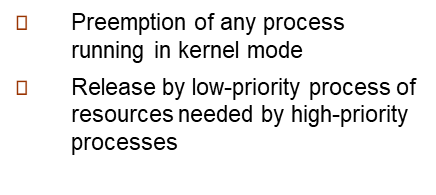 Preemption of any process
running in kernel mode
Release by low-priority process of
resources needed by high-priority
processes